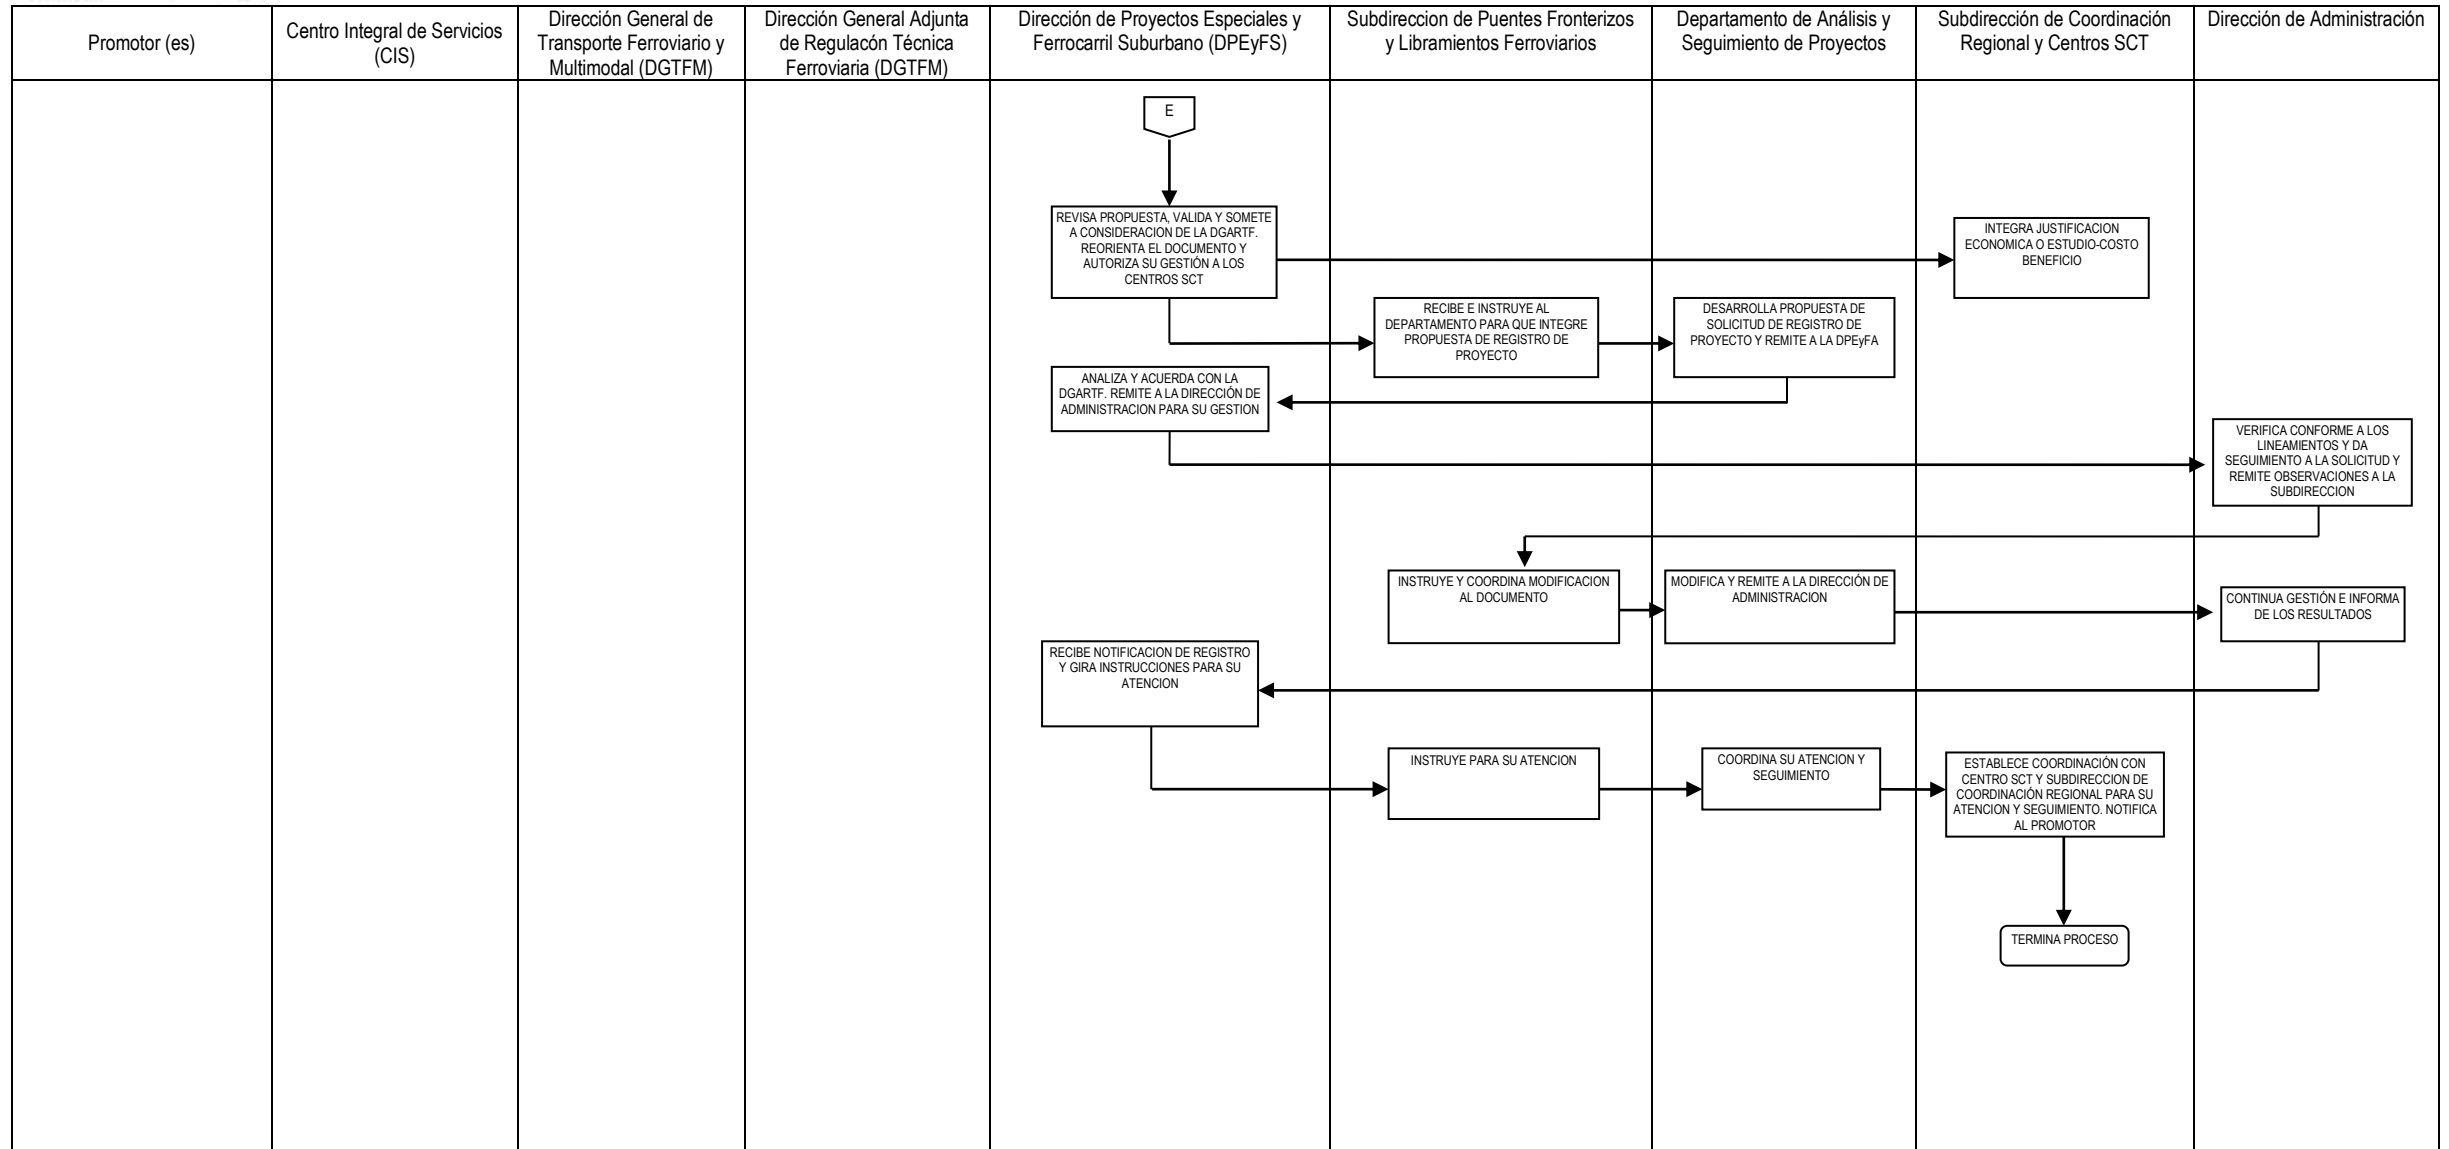 Promotor (es)
Centro Integral de Servicios
(CIS)
Dirección General de
Transporte Ferroviario y
Multimodal (DGTFM)
Dirección General Adjunta
de Regulacón Técnica
Ferroviaria (DGTFM)
Dirección de Proyectos Especiales y
Ferrocarril Suburbano (DPEyFS)
Subdireccion de Puentes Fronterizos
y Libramientos Ferroviarios
Departamento de Análisis y
Seguimiento de Proyectos
Subdirección de Coordinación
Regional y Centros SCT
Dirección de Administración
E
REVISA PROPUESTA, VALIDA Y SOMETE
A CONSIDERACION DE LA DGARTF.
REORIENTA EL DOCUMENTO Y
AUTORIZA SU GESTIÓN A LOS
CENTROS SCT
INTEGRA JUSTIFICACION
ECONOMICA O ESTUDIO-COSTO
BENEFICIO
RECIBE E INSTRUYE AL
DEPARTAMENTO PARA QUE INTEGRE
PROPUESTA DE REGISTRO DE
PROYECTO
DESARROLLA PROPUESTA DE
SOLICITUD DE REGISTRO DE
PROYECTO Y REMITE A LA DPEyFA
ANALIZA Y ACUERDA CON LA
DGARTF. REMITE A LA DIRECCIÓN DE
ADMINISTRACION PARA SU GESTION
VERIFICA CONFORME A LOS
LINEAMIENTOS Y DA
SEGUIMIENTO A LA SOLICITUD Y
REMITE OBSERVACIONES A LA
SUBDIRECCION
INSTRUYE Y COORDINA MODIFICACION
AL DOCUMENTO
MODIFICA Y REMITE A LA DIRECCIÓN DE
ADMINISTRACION
CONTINUA GESTIÓN E INFORMA
DE LOS RESULTADOS
RECIBE NOTIFICACION DE REGISTRO
Y GIRA INSTRUCCIONES PARA SU
ATENCION
INSTRUYE PARA SU ATENCION
COORDINA SU ATENCION Y
SEGUIMIENTO
ESTABLECE COORDINACIÓN CON
CENTRO SCT Y SUBDIRECCION DE
COORDINACIÓN REGIONAL PARA SU
ATENCION Y SEGUIMIENTO. NOTIFICA
AL PROMOTOR
TERMINA PROCESO